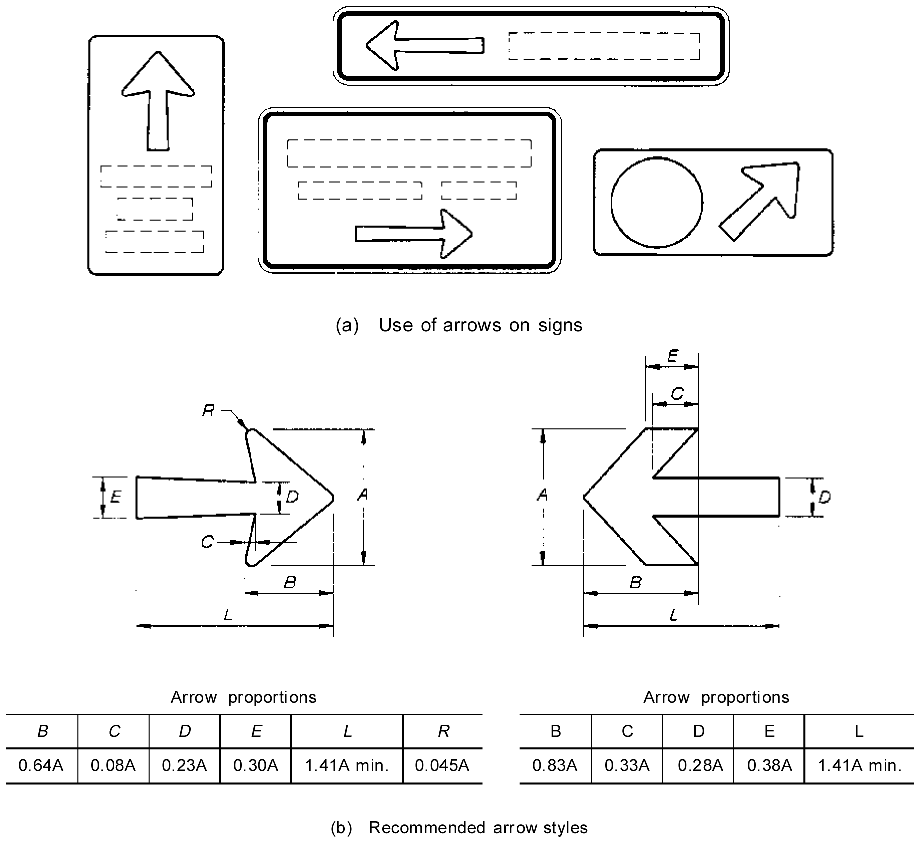 (a) Use of arrows on signs
R
E
D
A
C
B
L
E
C
A
D
B
L
Arrow proportions
B C D E L R
0.64A 0.08A 0.23A 0.30A 1.41A min. 0.045A
Arrow proportions
B C D E L
0.83A 0.33A 0.28A 0.38A 1.41A min.
(b) Recommended arrow styles